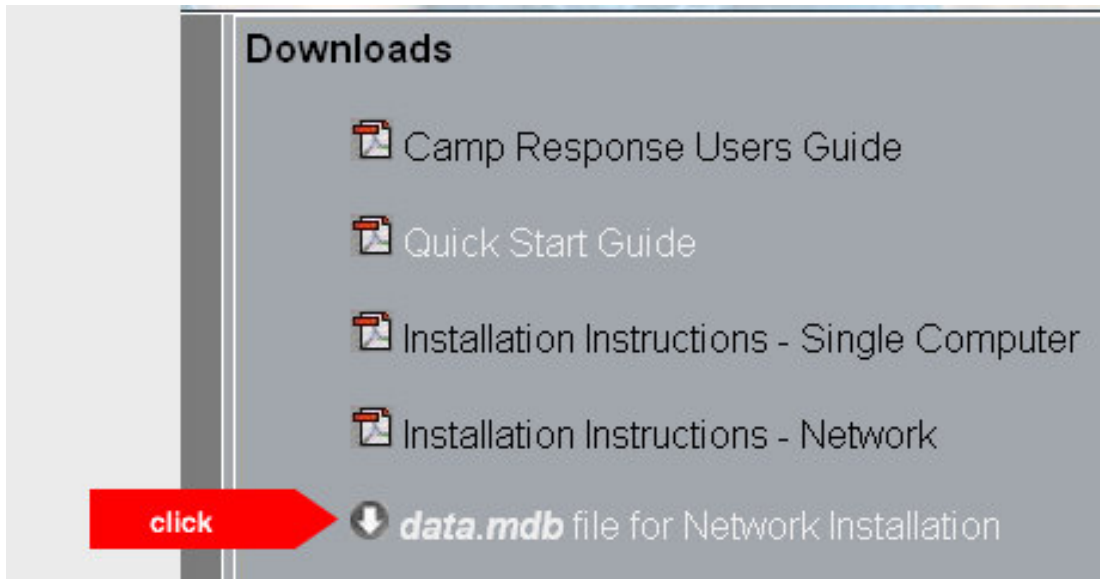 Downloads
Camp Response Users Guide
Quick Start Guide
Installation Instructions - Single Computer
Installation Instructions - Network
click
data.mdb file for Network Installation